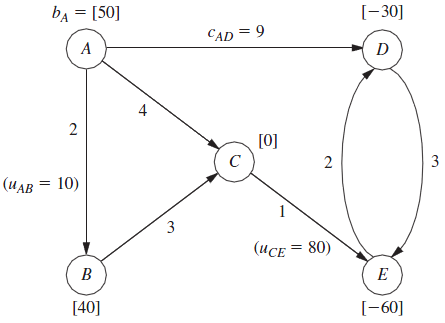 b_A = [50]
[−30]
c_AD = 9
A
D
4
2
[0]
C
2
3
(u_AB = 10)
3
1
(u_CE = 80)
B
E
[40]
[−60]